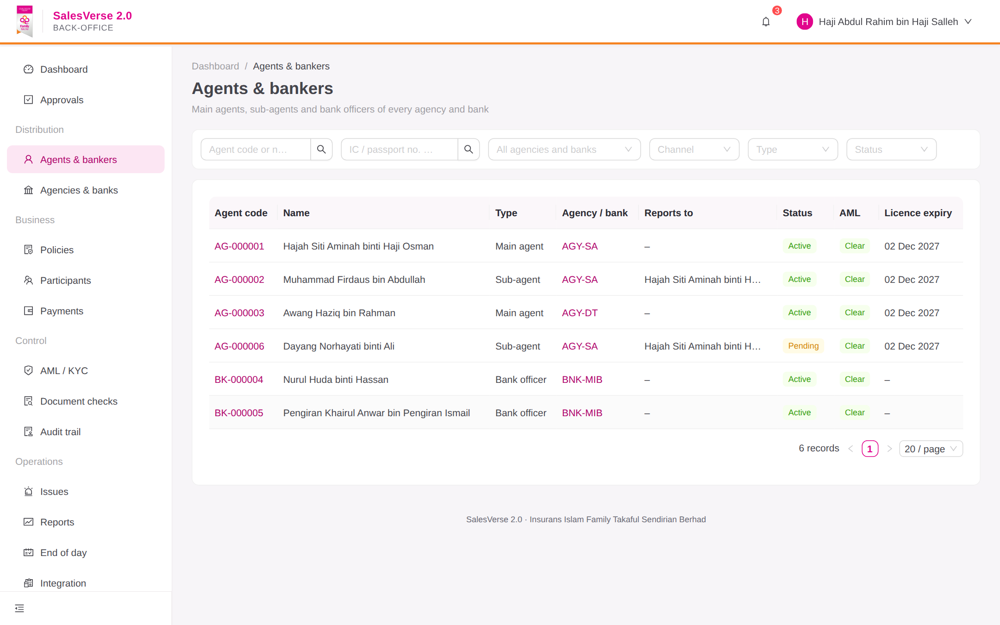 INSURANS
ISLAM
Family
Takaful
SalesVerse 2.0
BACK-OFFICE
3
H
Haji Abdul Rahim bin Haji Salleh
Dashboard
Approvals
Distribution
Agents & bankers
Agencies & banks
Business
Policies
Participants
Payments
Control
AML / KYC
Document checks
Audit trail
Operations
Issues
Reports
End of day
Integration
Dashboard / Agents & bankers
Agents & bankers
Main agents, sub-agents and bank officers of every agency and bank
Agent code or n… IC / passport no. … All agencies and banks Channel Type Status
Agent code Name Type Agency / bank Reports to Status AML Licence expiry
AG-000001 Hajah Siti Aminah binti Haji Osman Main agent AGY-SA – Active Clear 02 Dec 2027
AG-000002 Muhammad Firdaus bin Abdullah Sub-agent AGY-SA Hajah Siti Aminah binti H… Active Clear 02 Dec 2027
AG-000003 Awang Haziq bin Rahman Main agent AGY-DT – Active Clear 02 Dec 2027
AG-000006 Dayang Norhayati binti Ali Sub-agent AGY-SA Hajah Siti Aminah binti H… Pending Clear 02 Dec 2027
BK-000004 Nurul Huda binti Hassan Bank officer BNK-MIB – Active Clear –
BK-000005 Pengiran Khairul Anwar bin Pengiran Ismail Bank officer BNK-MIB – Active Clear –
6 records 1 20 / page
SalesVerse 2.0 · Insurans Islam Family Takaful Sendirian Berhad